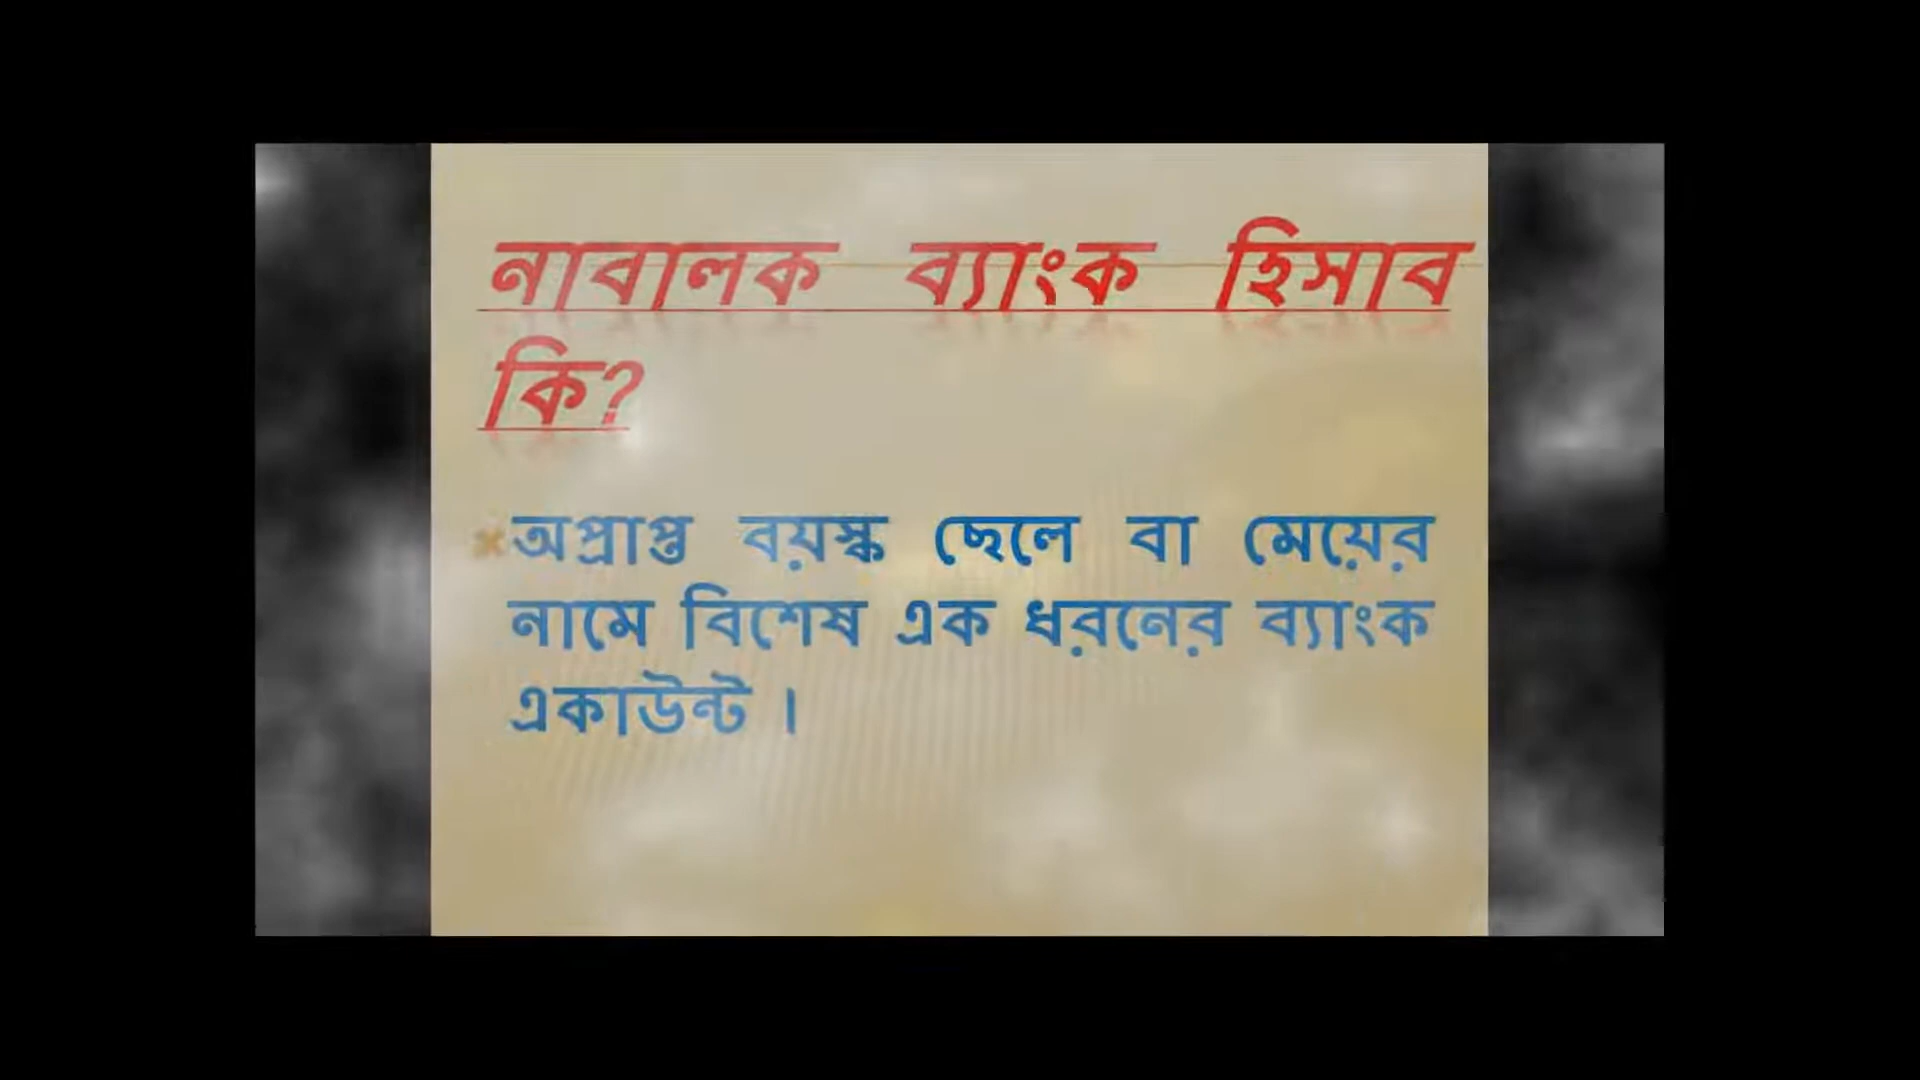 নাবালক ব্যাংক হিসাব
কি?
অপ্রাপ্ত বয়স্ক ছেলে বা মেয়ের
নামে বিশেষ এক ধরনের ব্যাংক
একাউন্ট ।